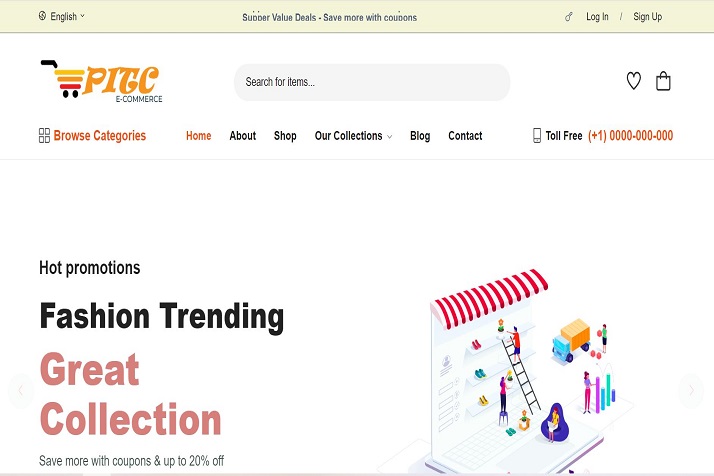 English
Supper Value Deals - Save more with coupons
Log In / Sign Up
PITC
E-COMMERCE
Search for items...
Browse Categories
Home About Shop Our Collections Blog Contact
Toll Free (+1) 0000-000-000
Hot promotions
Fashion Trending
Great
Collection
Save more with coupons & up to 20% off